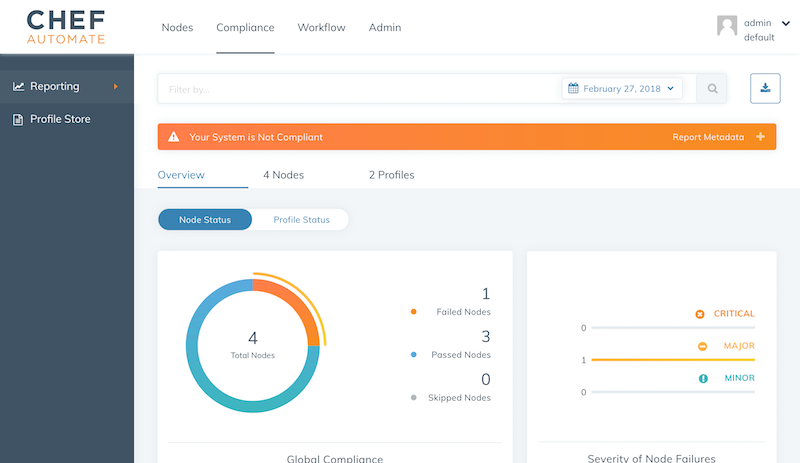 CHEF
AUTOMATE
Nodes
Compliance
Workflow
Admin
admin
default
Reporting
Profile Store
Filter by...
February 27, 2018
Your System is Not Compliant
Report Metadata
Overview
4 Nodes
2 Profiles
Node Status
Profile Status
4
Total Nodes
1
Failed Nodes
3
Passed Nodes
0
Skipped Nodes
Global Compliance
CRITICAL
0
MAJOR
1
MINOR
0
Severity of Node Failures